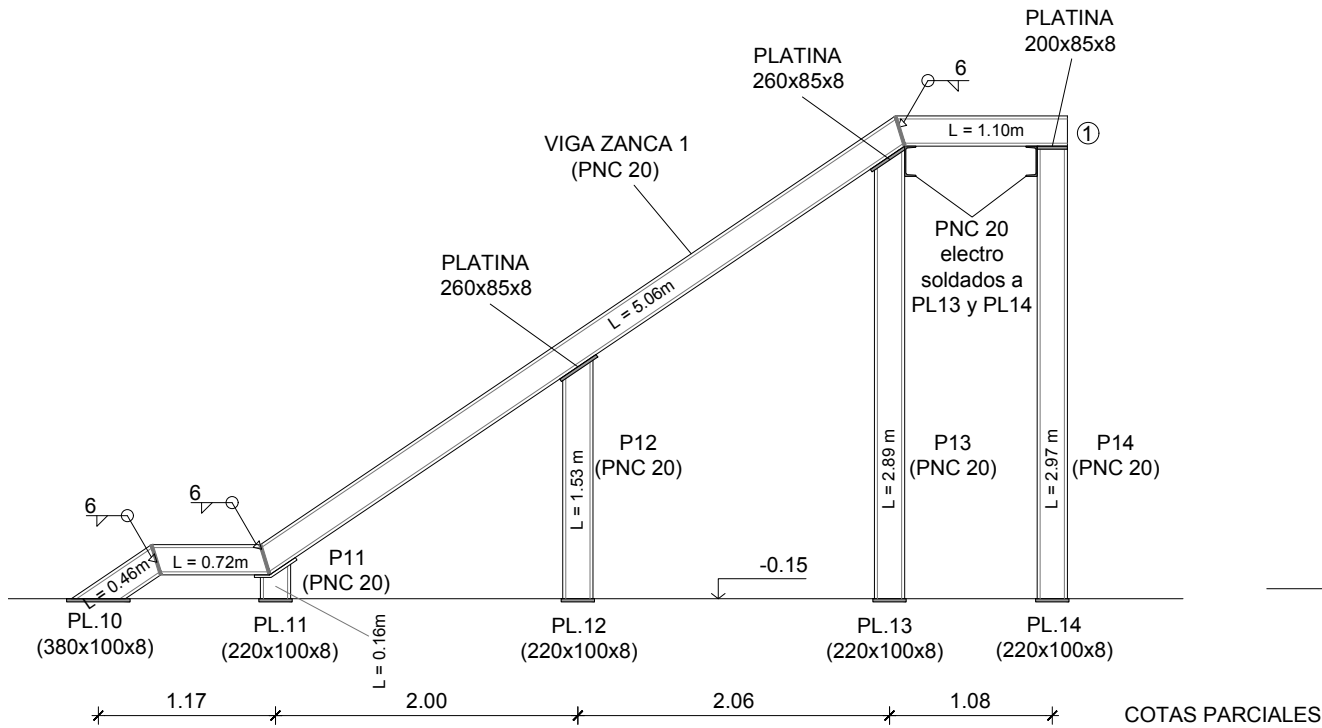 PLATINA
200x85x8
PLATINA
260x85x8
6
L = 1.10m
1
VIGA ZANCA 1
(PNC 20)
PNC 20
electro
soldados a
PL13 y PL14
PLATINA
260x85x8
L = 5.06m
P12
(PNC 20)
L = 1.53 m
P13
(PNC 20)
L = 2.89 m
P14
(PNC 20)
L = 2.97 m
6
6
L = 0.46m
L = 0.72m
P11
(PNC 20)
L = 0.16m
-0.15
PL.10
(380x100x8)
PL.11
(220x100x8)
PL.12
(220x100x8)
PL.13
(220x100x8)
PL.14
(220x100x8)
1.17
2.00
2.06
1.08
COTAS PARCIALES